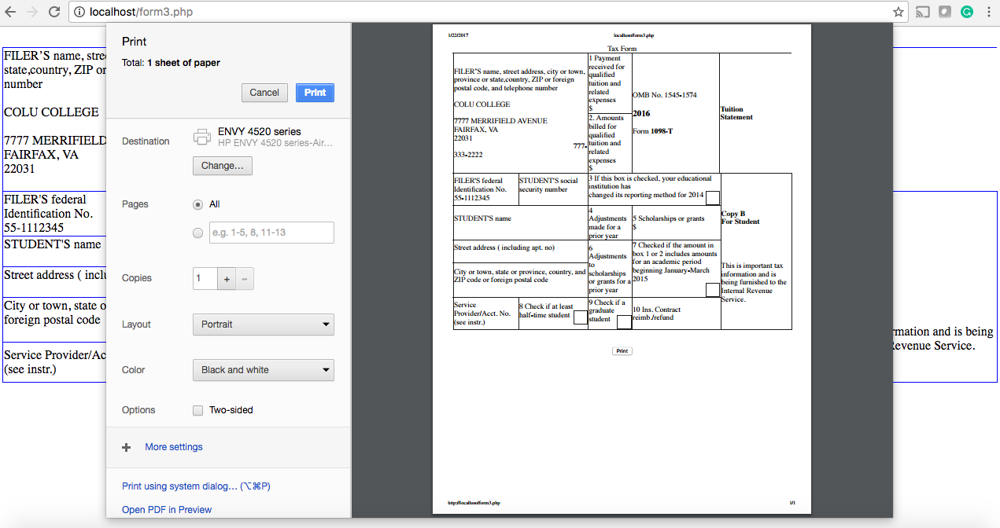 localhost/form3.php
FILER'S name, stree
state,country, ZIP or
number
COLU COLLEGE
7777 MERRIFIELD
FAIRFAX, VA
22031
FILER'S federal
Identification No.
55-1112345
STUDENT'S name
Street address ( inclu
City or town, state o
foreign postal code
Service Provider/Ac
(see instr.)
Print
Total: 1 sheet of paper
Cancel
Print
Destination
ENVY 4520 series
HP ENVY 4520 series-Air...
Change...
Pages
All
e.g. 1-5, 8, 11-13
Copies
1
+
-
Layout
Portrait
Color
Black and white
Options
Two-sided
+ More settings
Print using system dialog... (⌥⌘P)
Open PDF in Preview
1/22/2017
localhost/form3.php
Tax Form
FILER'S name, street address, city or town,
province or state,country, ZIP or foreign
postal code, and telephone number
COLU COLLEGE
7777 MERRIFIELD AVENUE
FAIRFAX, VA
22031
777-
333-2222
1 Payment
received for
qualified
tuition and
related
expenses
$
2. Amounts
billed for
qualified
tuition and
related
expenses
$
OMB No. 1545-1574
2016
Form 1098-T
Tuition
Statement
FILER'S federal
Identification No.
55-1112345
STUDENT'S social
security number
3 If this box is checked, your educational
institution has
changed its reporting method for 2014
Copy B
For Student
This is important tax
information and is
being furnished to the
Internal Revenue
Service.
STUDENT'S name
4
Adjustments
made for a
prior year
5 Scholarships or grants
$
Street address ( including apt. no)
City or town, state or province, country, and
ZIP code or foreign postal code
6
Adjustments
to
scholarships
or grants for a
prior year
7 Checked if the amount in
box 1 or 2 includes amounts
for an academic period
beginning January-March
2015
Service
Provider/Acct. No.
(see instr.)
8 Check if at least
half-time student
9 Check if a
graduate
student
10 Ins. Contract
reimb./refund
Print
http://localhost/form3.php
1/1
rmation and is being
Revenue Service.